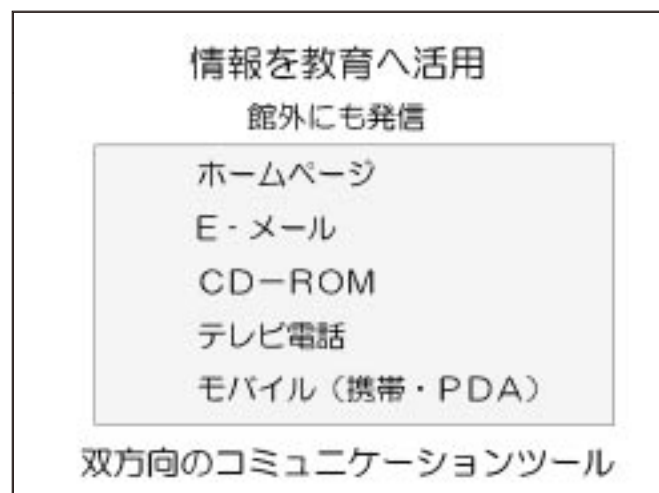 情報を教育へ活用
館外にも発信
ホームページ
E‐メール
CD－ROM
テレビ電話
モバイル（携帯・PDA）
双方向のコミュニケーションツール